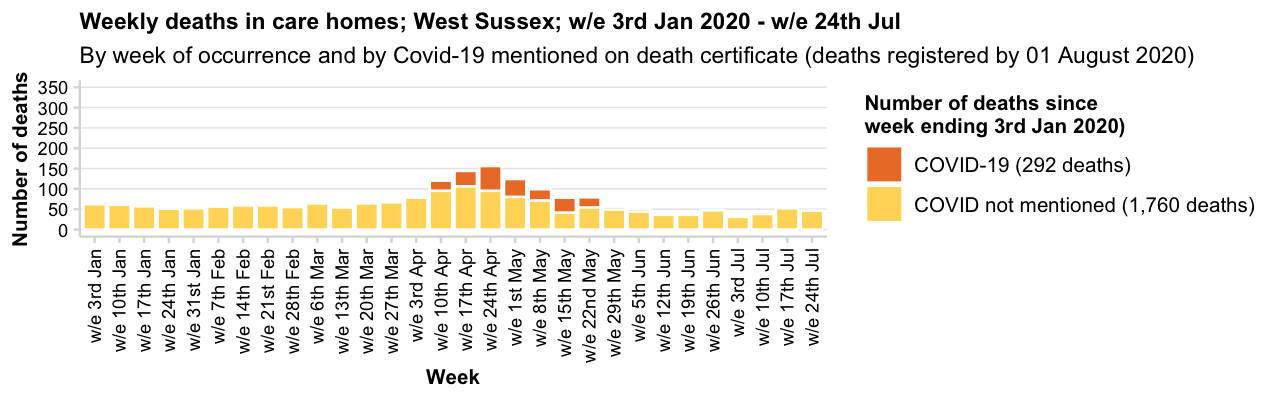 Weekly deaths in care homes; West Sussex; w/e 3rd Jan 2020 - w/e 24th Jul
By week of occurrence and by Covid-19 mentioned on death certificate (deaths registered by 01 August 2020)
Number of deaths
350
300
250
200
150
100
50
0
w/e 3rd Jan
w/e 10th Jan
w/e 17th Jan
w/e 24th Jan
w/e 31st Jan
w/e 7th Feb
w/e 14th Feb
w/e 21st Feb
w/e 28th Feb
w/e 6th Mar
w/e 13th Mar
w/e 20th Mar
w/e 27th Mar
w/e 3rd Apr
w/e 10th Apr
w/e 17th Apr
w/e 24th Apr
w/e 1st May
w/e 8th May
w/e 15th May
w/e 22nd May
w/e 29th May
w/e 5th Jun
w/e 12th Jun
w/e 19th Jun
w/e 26th Jun
w/e 3rd Jul
w/e 10th Jul
w/e 17th Jul
w/e 24th Jul
Week
Number of deaths since
week ending 3rd Jan 2020)
COVID-19 (292 deaths)
COVID not mentioned (1,760 deaths)